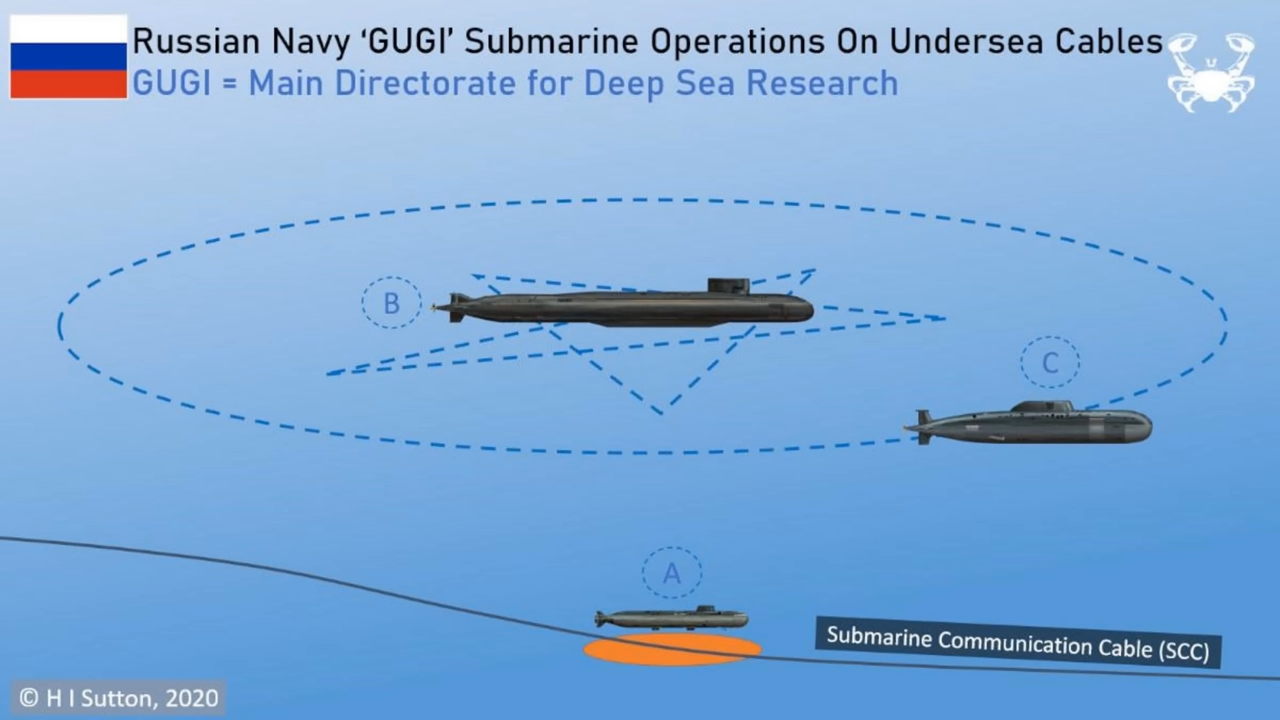 Russian Navy ‘GUGI’ Submarine Operations On Undersea Cables
GUGI = Main Directorate for Deep Sea Research
B
C
A
Submarine Communication Cable (SCC)
© H I Sutton, 2020